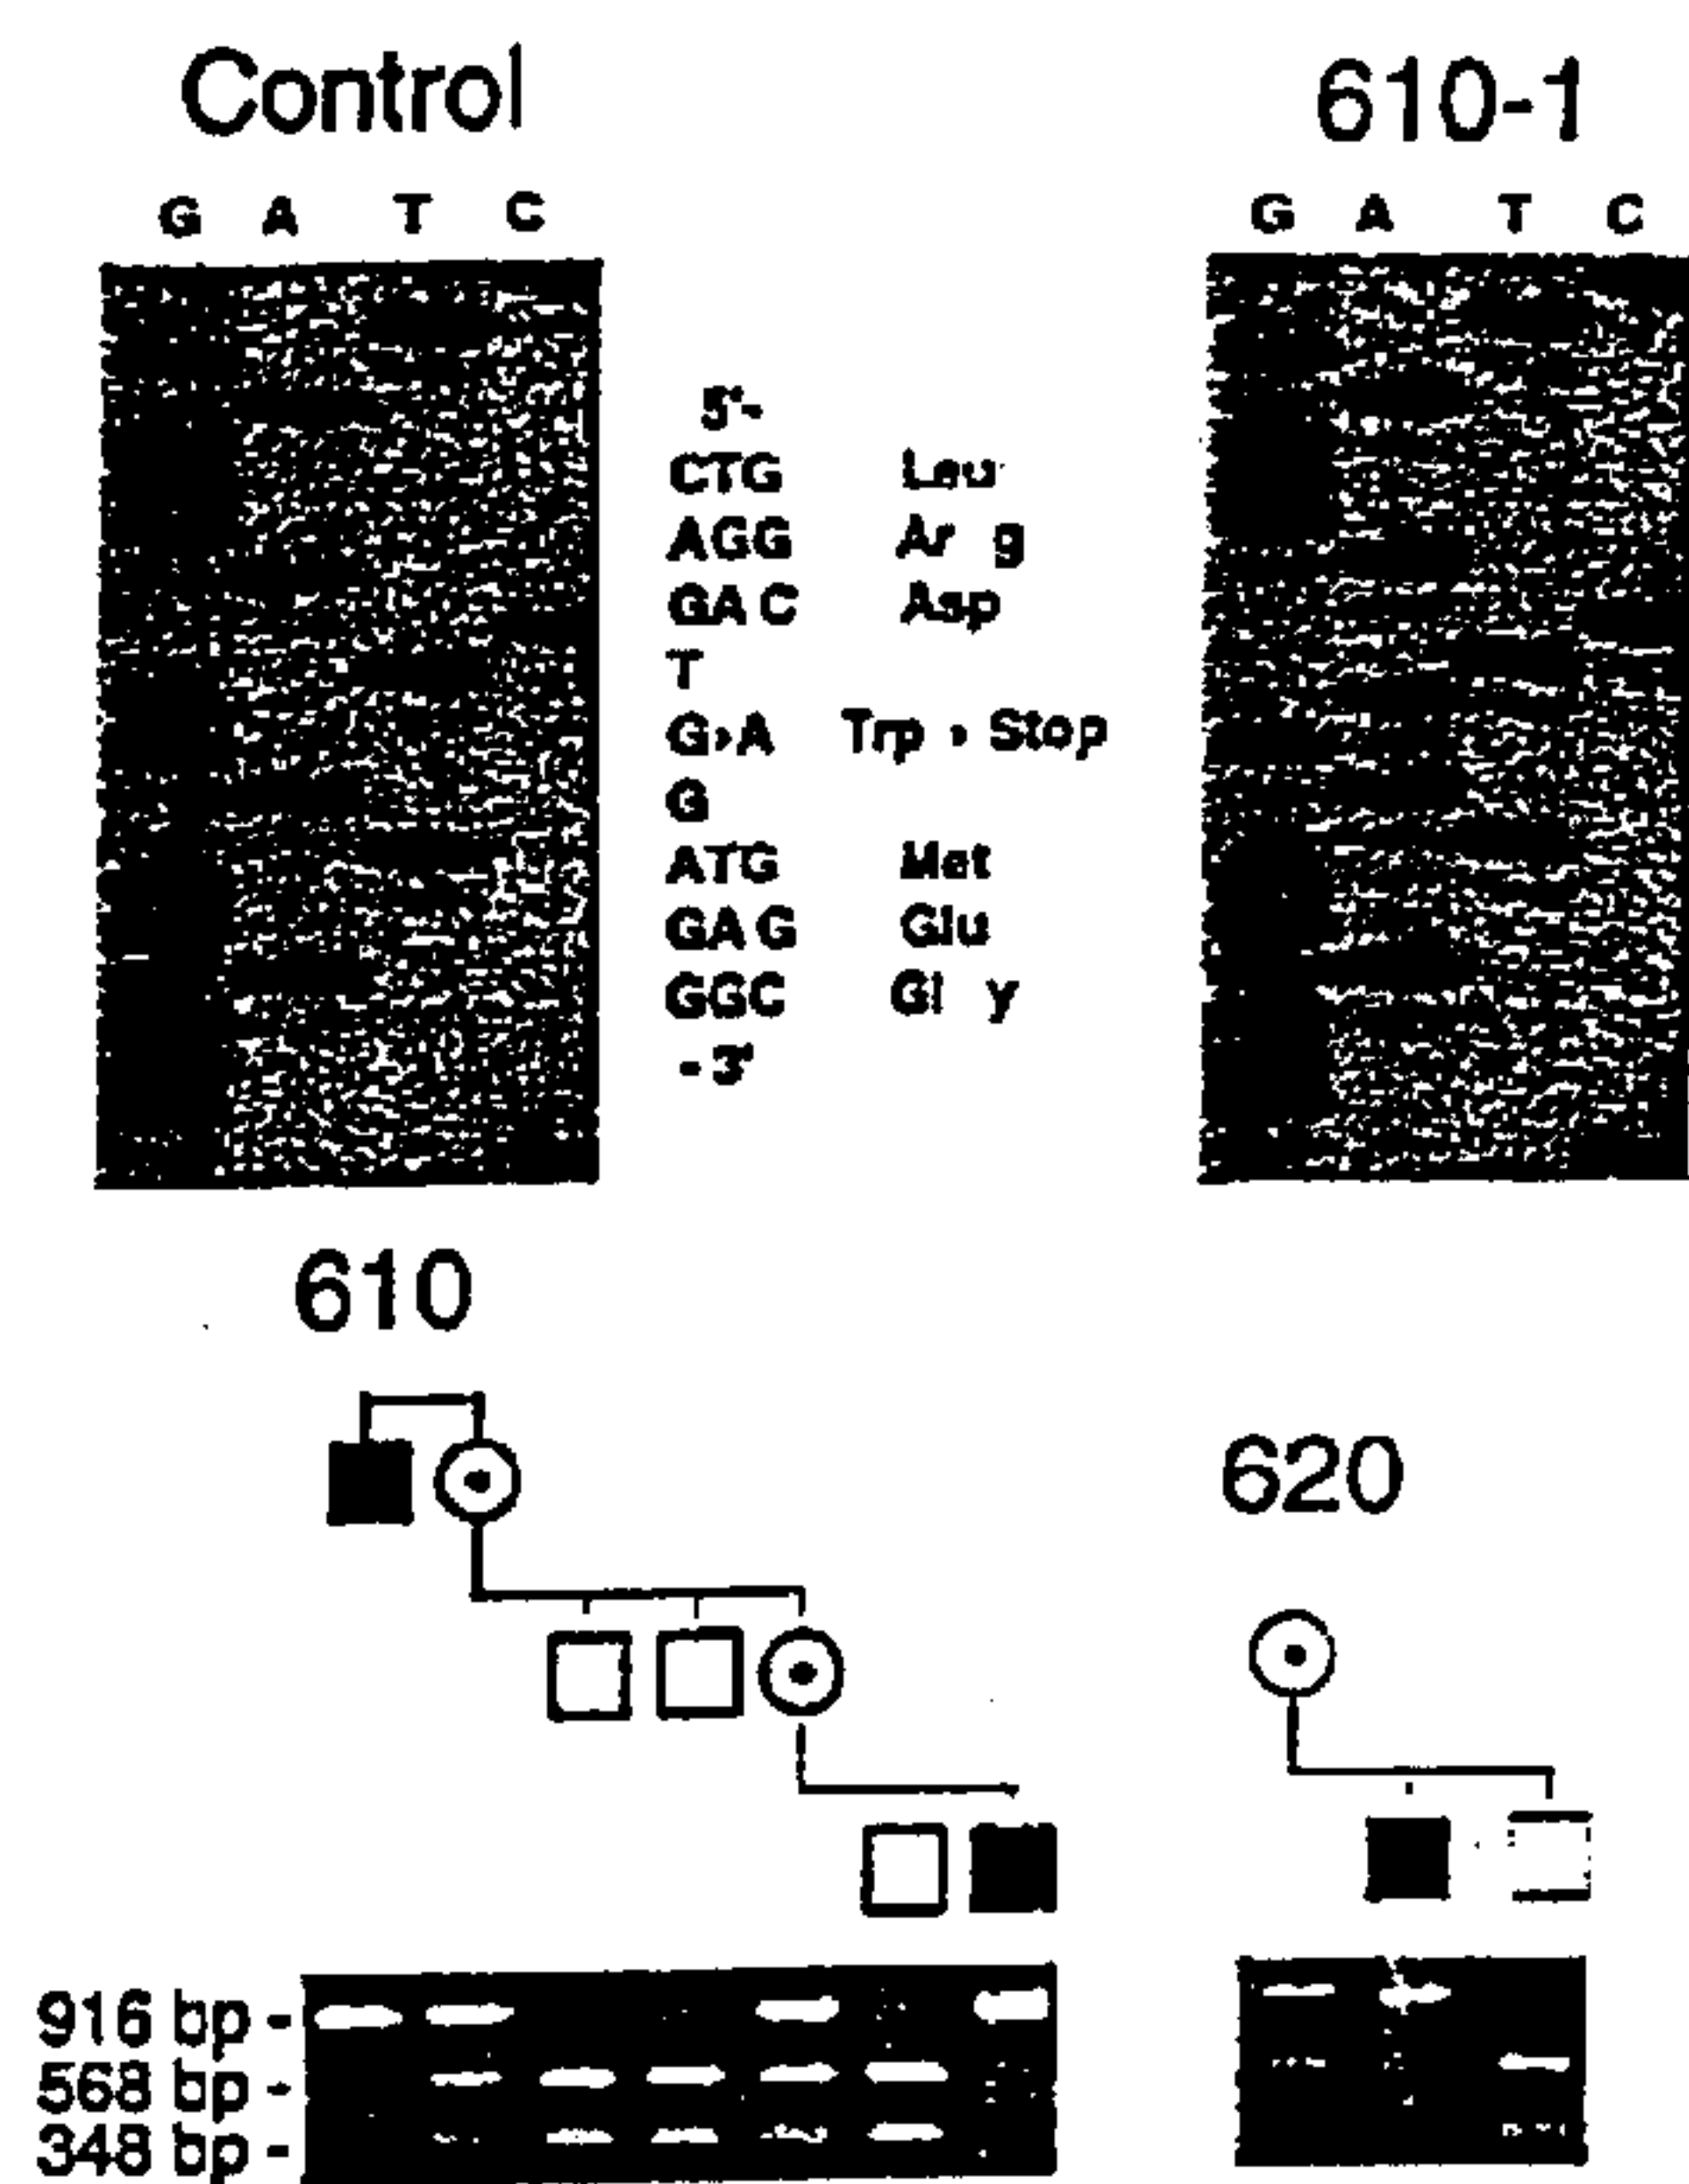 Control 610-1
G A T C G A T C
5'-
CTG Leu
AGG Arg
GAC Asp
T
G›A Trp › Stop
G
ATG Met
GAG Glu
GGC Gly
-3'
610
620
916 bp -
568 bp -
348 bp -